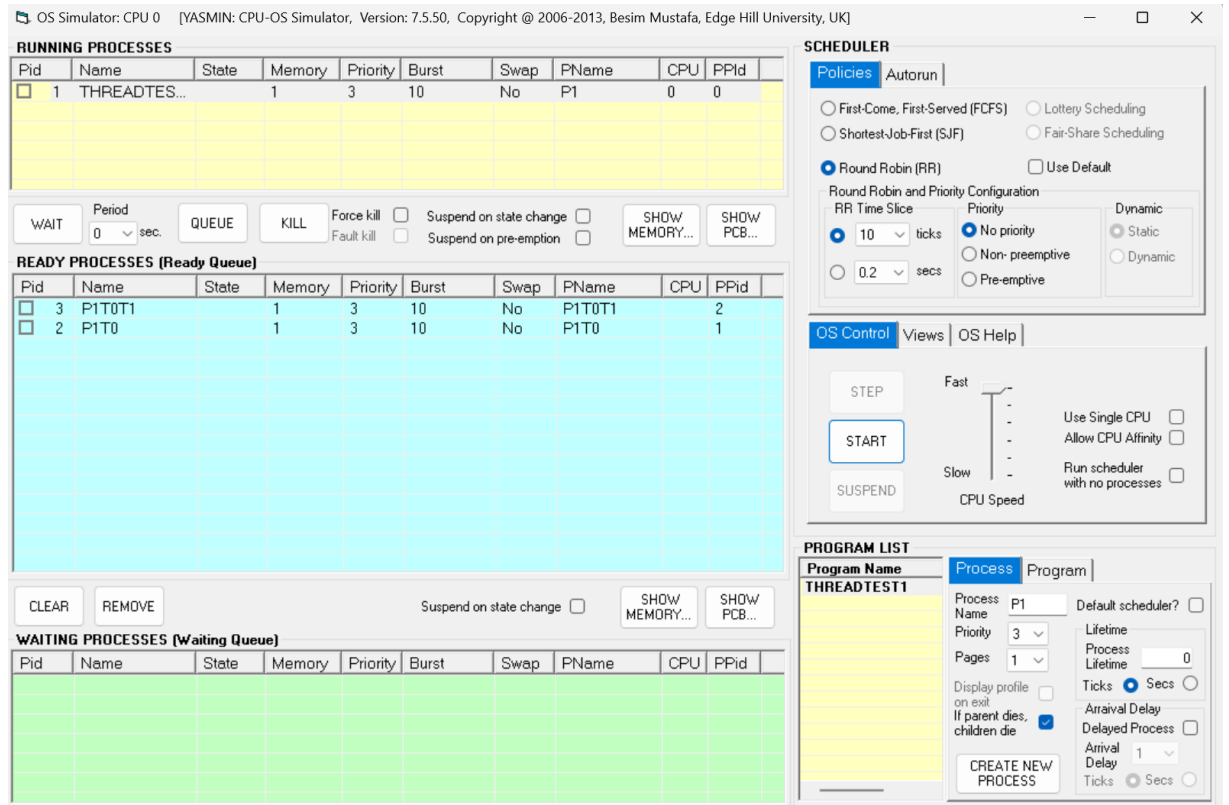 OS Simulator: CPU 0 [YASMIN: CPU-OS Simulator, Version: 7.5.50, Copyright @ 2006-2013, Besim Mustafa, Edge Hill University, UK]
RUNNING PROCESSES
Pid Name State Memory Priority Burst Swap PName CPU PPId
1 THREADTES... 1 3 10 No P1 0 0
WAIT
Period
0 sec.
QUEUE
KILL
Force kill
Fault kill
Suspend on state change
Suspend on pre-emption
SHOW
MEMORY...
SHOW
PCB...
READY PROCESSES (Ready Queue)
Pid Name State Memory Priority Burst Swap PName CPU PPid
3 P1T0T1 1 3 10 No P1T0T1 2
2 P1T0 1 3 10 No P1T0 1
CLEAR
REMOVE
Suspend on state change
SHOW
MEMORY...
SHOW
PCB...
WAITING PROCESSES (Waiting Queue)
Pid Name State Memory Priority Burst Swap PName CPU PPid
SCHEDULER
Policies Autorun
First-Come, First-Served (FCFS) Lottery Scheduling
Shortest-Job-First (SJF) Fair-Share Scheduling
Round Robin (RR) Use Default
Round Robin and Priority Configuration
RR Time Slice
10 ticks
0.2 secs
Priority
No priority
Non- preemptive
Pre-emptive
Dynamic
Static
Dynamic
OS Control Views OS Help
STEP
START
SUSPEND
Fast
Slow
CPU Speed
Use Single CPU
Allow CPU Affinity
Run scheduler
with no processes
PROGRAM LIST
Program Name
THREADTEST1
Process Program
Process
Name P1
Priority 3
Pages 1
Display profile
on exit
If parent dies,
children die
CREATE NEW
PROCESS
Default scheduler?
Lifetime
Process
Lifetime 0
Ticks Secs
Arraival Delay
Delayed Process
Arrival
Delay 1
Ticks Secs